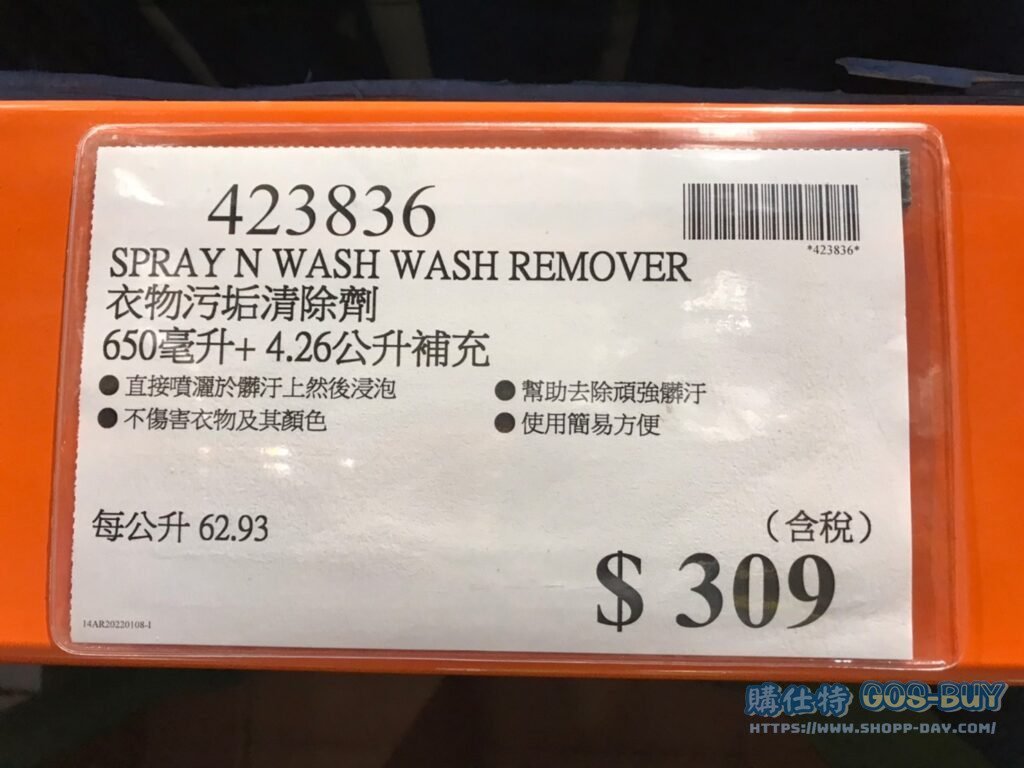 423836
*423836*
SPRAY N WASH WASH REMOVER
衣物污垢清除劑
650毫升+ 4.26公升補充
●直接噴灑於髒汙上然後浸泡 ●幫助去除頑強髒汙
●不傷害衣物及其顏色 ●使用簡易方便
每公升 62.93 （含稅）
$ 309
14AR20220108-1
購仕特 GOS-BUY
HTTPS://WWW.SHOPP-DAY.COM/